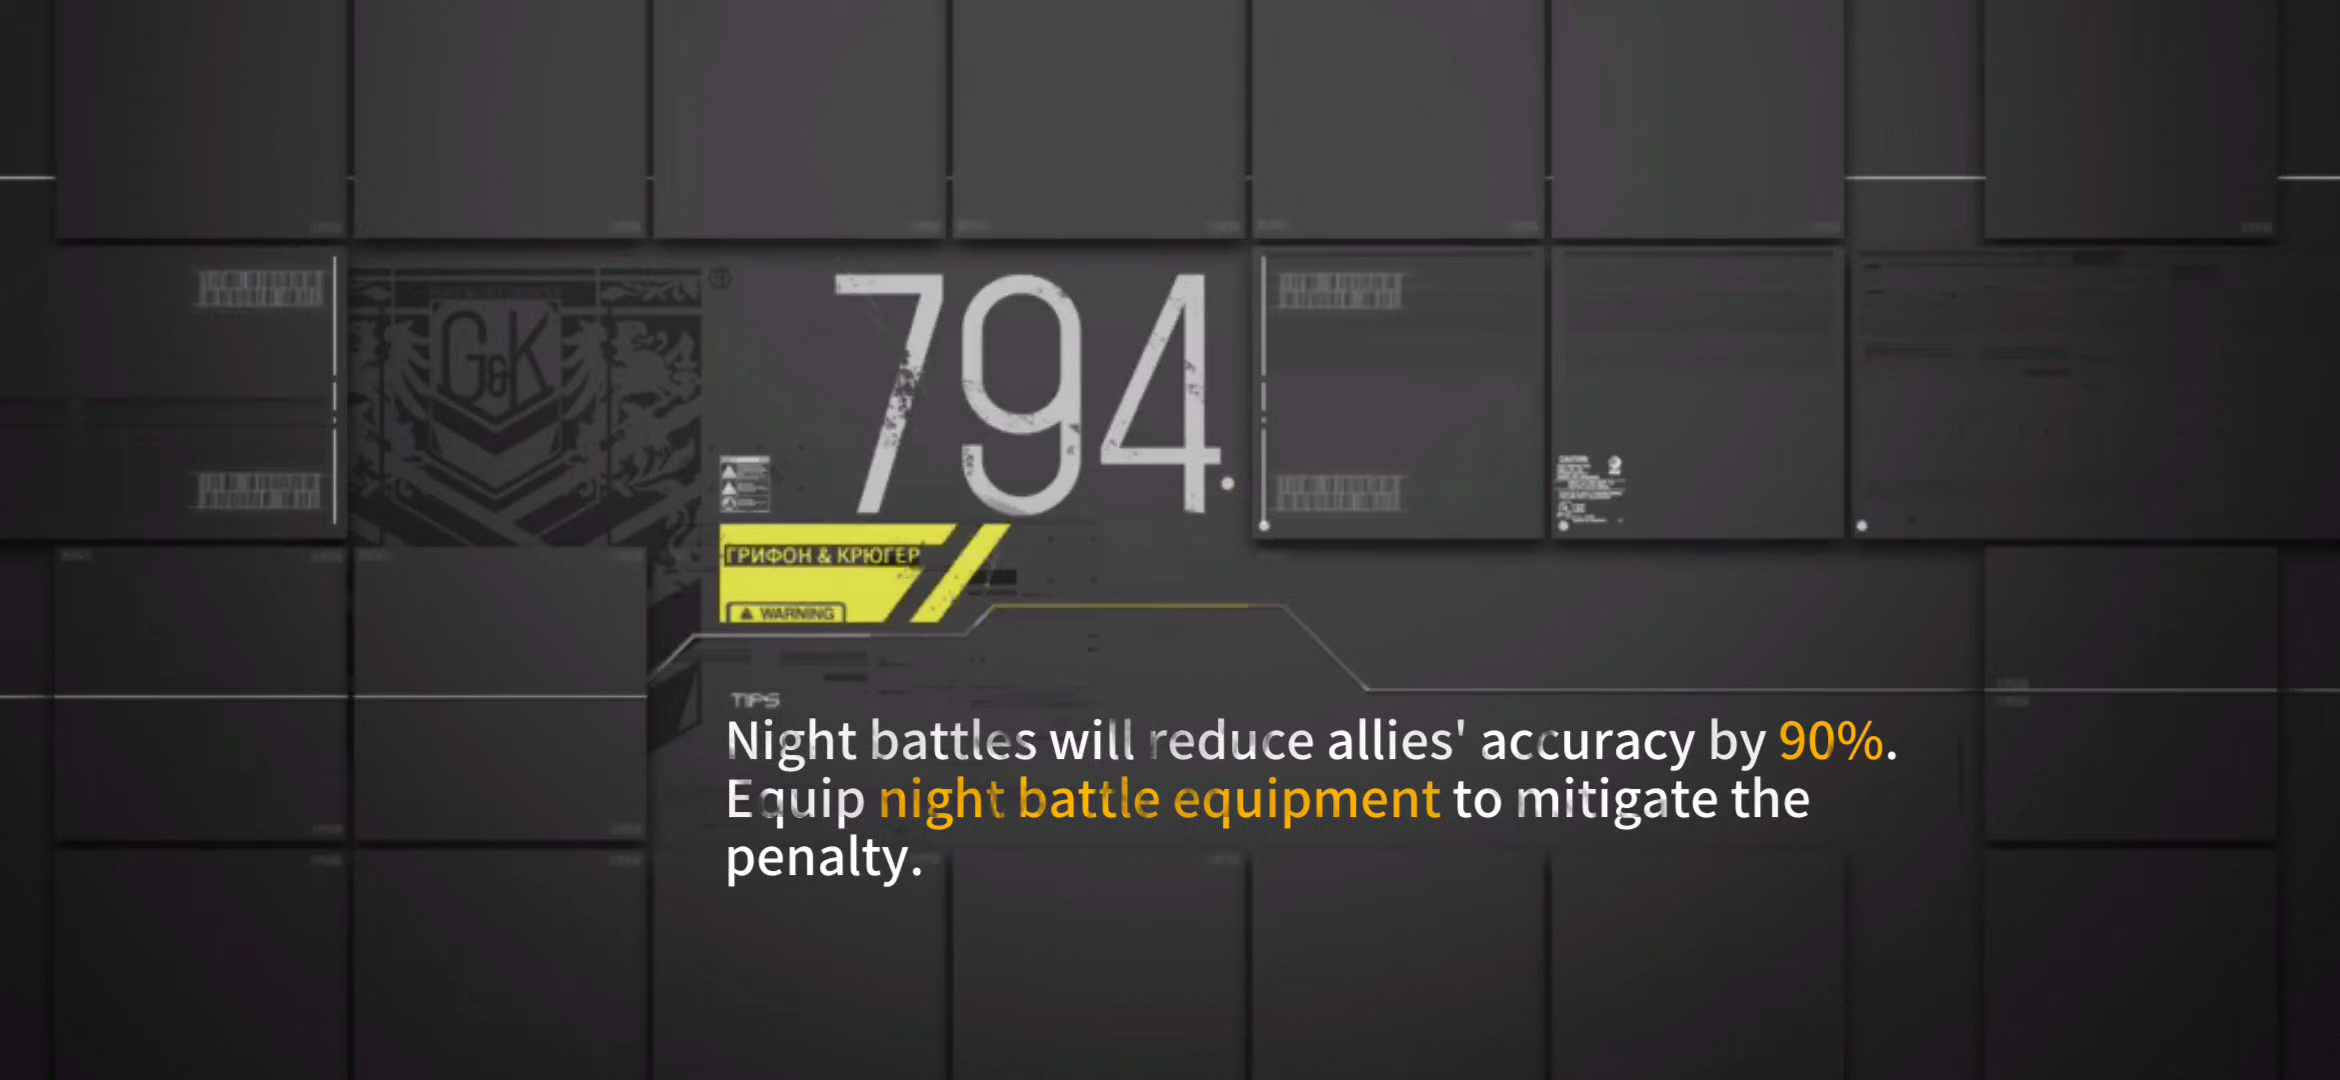 G&K
794.
ГРИФОН & КРЮГЕР
WARNING
TIPS
Night battles will reduce allies' accuracy by 90%.
Equip night battle equipment to mitigate the
penalty.